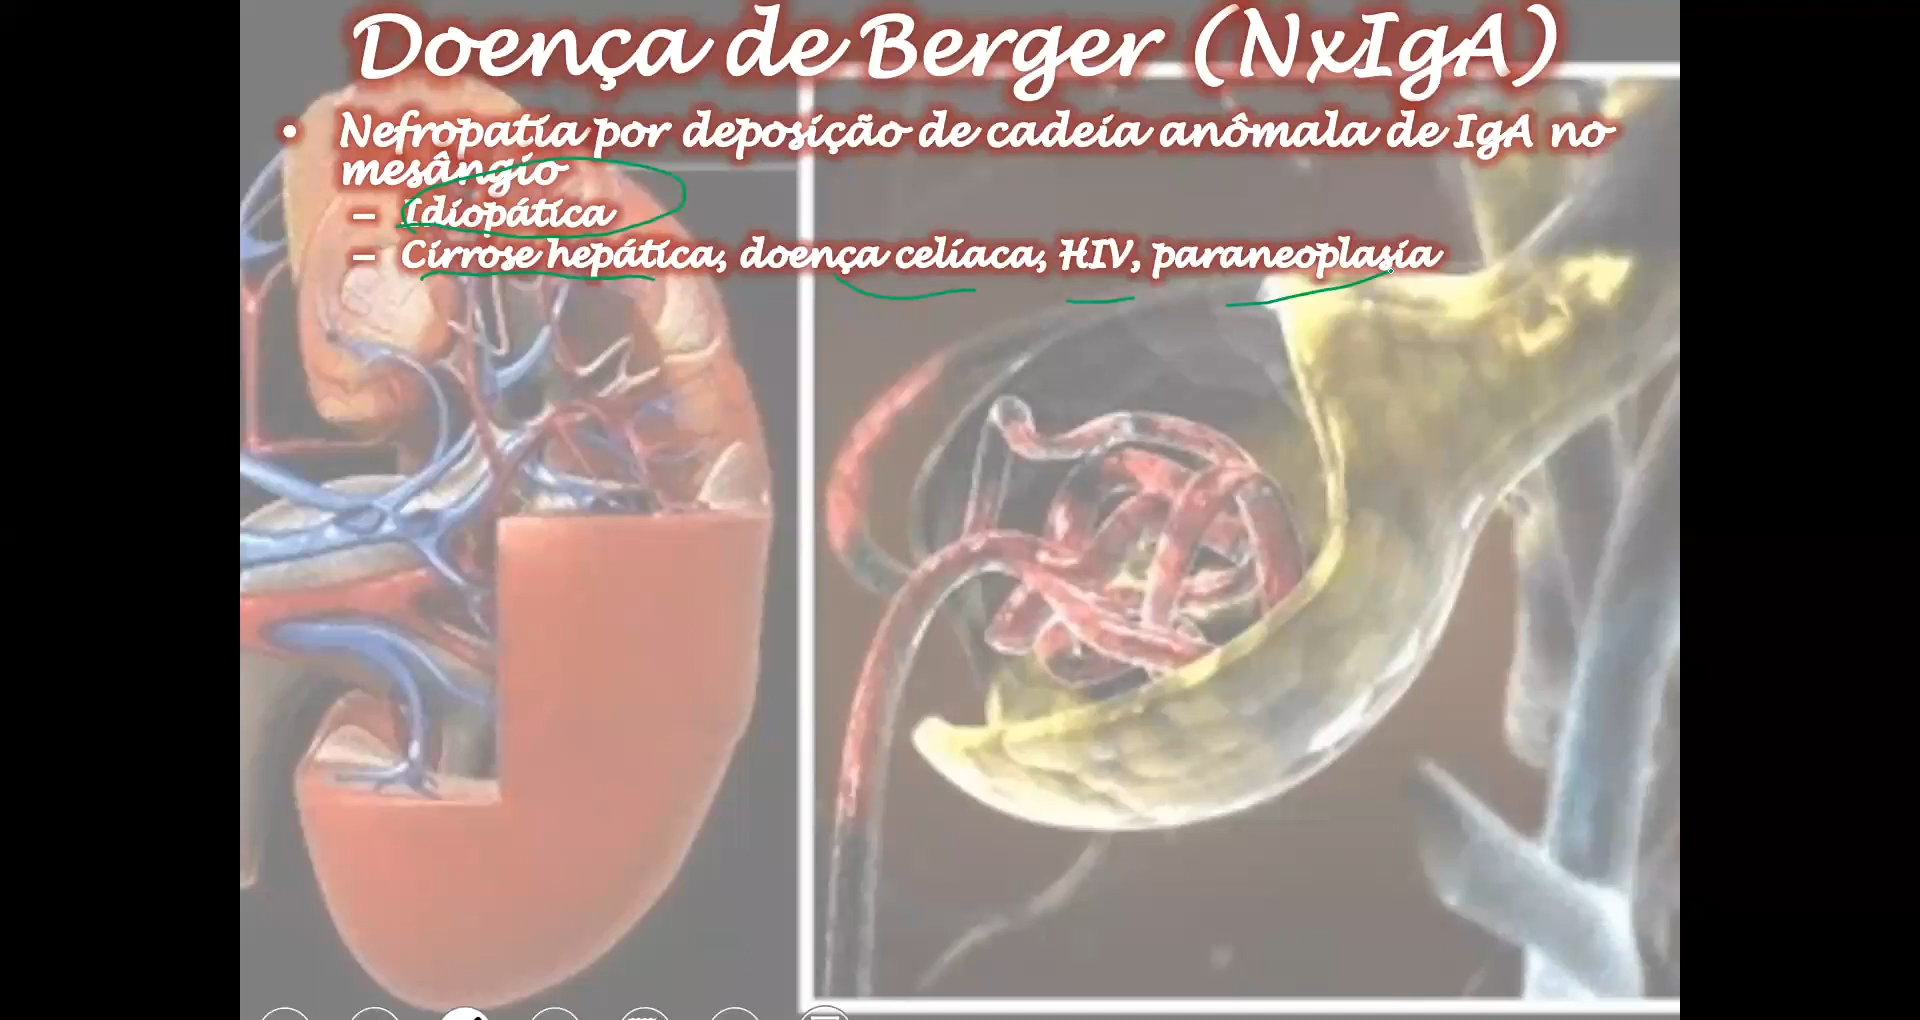 Doença de Berger (NxIgA)
• Nefropatia por deposição de cadeia anômala de IgA no
mesângio
– Idiopática
– Cirrose hepática, doença celíaca, HIV, paraneoplasia